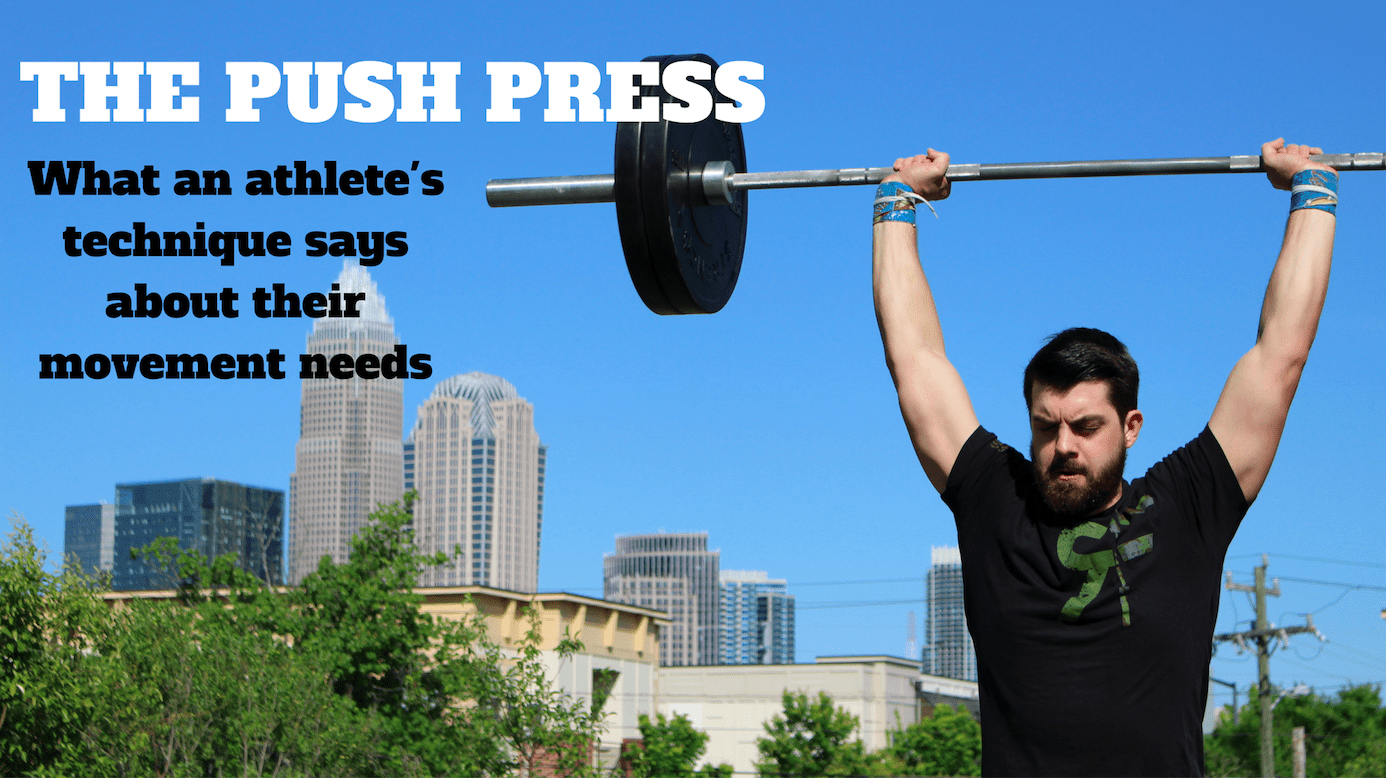 THE PUSH PRESS
What an athlete’s
technique says
about their
movement needs